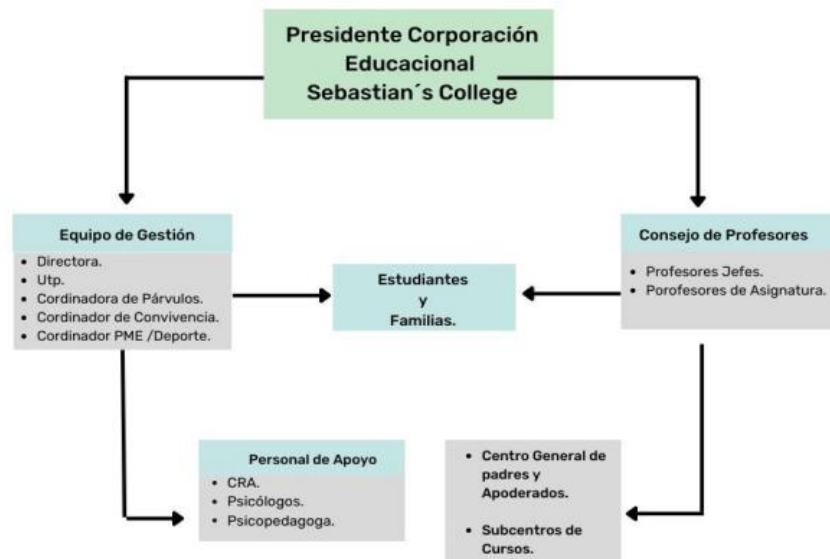 Presidente Corporación
Educacional
Sebastian´s College
Equipo de Gestión
• Directora.
• Utp.
• Cordinadora de Párvulos.
• Cordinador de Convivencia.
• Cordinador PME /Deporte.
Estudiantes
y
Familias.
Consejo de Profesores
• Profesores Jefes.
• Porofesores de Asignatura.
Personal de Apoyo
• CRA.
• Psicólogos.
• Psicopedagoga.
• Centro General de
padres y
Apoderados.
• Subcentros de
Cursos.